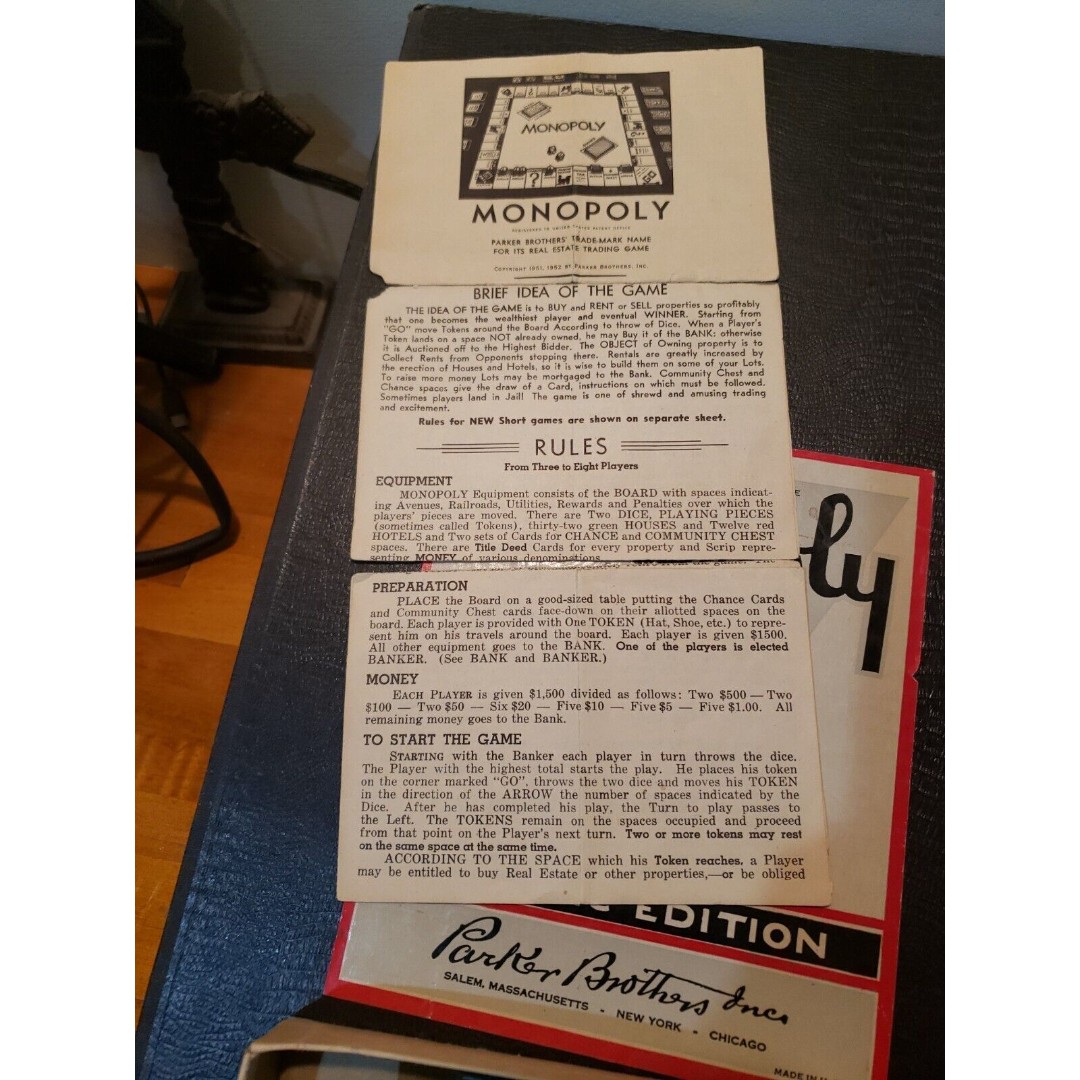 MONOPOLY
MONOPOLY
REGISTERED IN UNITED STATES PATENT OFFICE
PARKER BROTHERS' TRADE-MARK NAME
FOR ITS REAL ESTATE TRADING GAME
COPYRIGHT 1951, 1952 BY PARKER BROTHERS, INC.
BRIEF IDEA OF THE GAME
THE IDEA OF THE GAME is to BUY and RENT or SELL properties so profitably
that one becomes the wealthiest player and eventual WINNER. Starting from
"GO" move Tokens around the Board According to throw of Dice. When a Player's
Token lands on a space NOT already owned, he may Buy it of the BANK: otherwise
it is Auctioned off to the Highest Bidder. The OBJECT of Owning property is to
Collect Rents from Opponents stopping there. Rentals are greatly increased by
the erection of Houses and Hotels, so it is wise to build them on some of your Lots.
To raise more money Lots may be mortgaged to the Bank. Community Chest and
Chance spaces give the draw of a Card, instructions on which must be followed.
Sometimes players land in Jail! The game is one of shrewd and amusing trading
and excitement.
Rules for NEW Short games are shown on separate sheet.
RULES
From Three to Eight Players
EQUIPMENT
MONOPOLY Equipment consists of the BOARD with spaces indicat-
ing Avenues, Railroads, Utilities, Rewards and Penalties over which the
players' pieces are moved. There are Two DICE, PLAYING PIECES
(sometimes called Tokens), thirty-two green HOUSES and Twelve red
HOTELS and Two sets of Cards for CHANCE and COMMUNITY CHEST
spaces. There are Title Deed Cards for every property and Scrip repre-
senting MONEY of various denominations.
PREPARATION
PLACE the Board on a good-sized table putting the Chance Cards
and Community Chest cards face-down on their allotted spaces on the
board. Each player is provided with One TOKEN (Hat, Shoe, etc.) to repre-
sent him on his travels around the board. Each player is given $1500.
All other equipment goes to the BANK. One of the players is elected
BANKER. (See BANK and BANKER.)
MONEY
EACH PLAYER is given $1,500 divided as follows: Two $500 — Two
$100 — Two $50 — Six $20 — Five $10 — Five $5 — Five $1.00. All
remaining money goes to the Bank.
TO START THE GAME
STARTING with the Banker each player in turn throws the dice.
The Player with the highest total starts the play. He places his token
on the corner marked "GO", throws the two dice and moves his TOKEN
in the direction of the ARROW the number of spaces indicated by the
Dice. After he has completed his play, the Turn to play passes to
the Left. The TOKENS remain on the spaces occupied and proceed
from that point on the Player's next turn. Two or more tokens may rest
on the same space at the same time.
ACCORDING TO THE SPACE which his Token reaches, a Player
may be entitled to buy Real Estate or other properties,—or be obliged
ly
EDITION
Parker Brothers Inc.
SALEM, MASSACHUSETTS - NEW YORK - CHICAGO
MADE IN